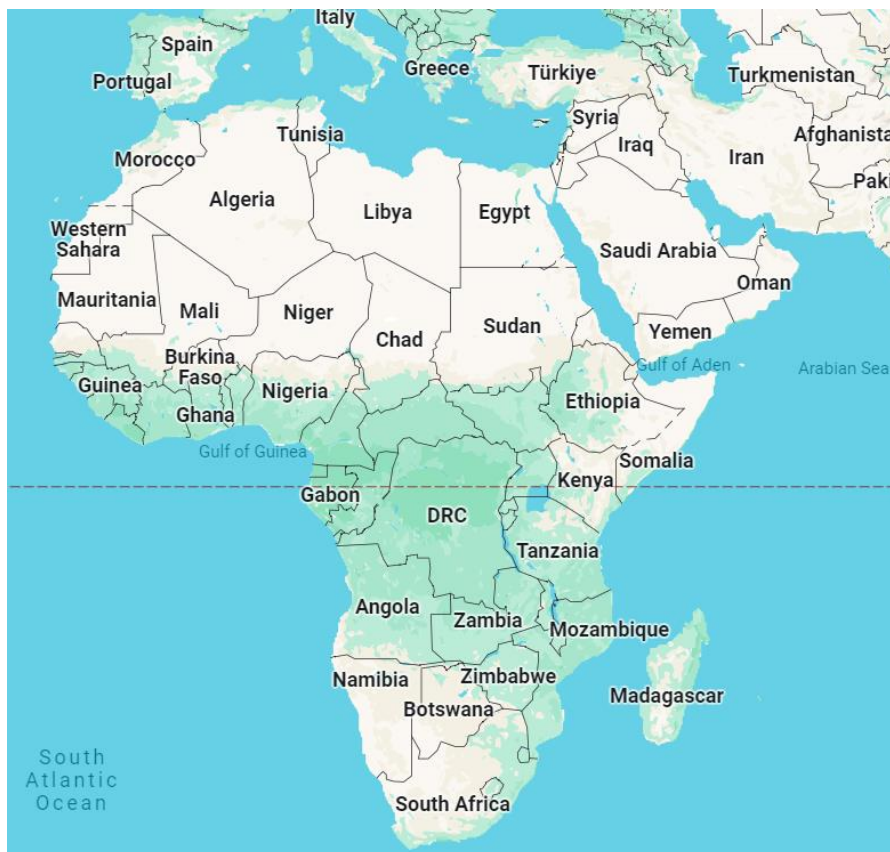 Italy
Spain
Portugal
Greece
Türkiye
Turkmenistan
Syria
Iraq
Iran
Afghanista
Paki
Tunisia
Morocco
Algeria
Libya
Egypt
Western
Sahara
Saudi Arabia
Oman
Mauritania
Mali
Niger
Chad
Sudan
Yemen
Gulf of Aden
Arabian Sea
Burkina
Faso
Guinea
Ghana
Nigeria
Ethiopia
Gulf of Guinea
Somalia
Kenya
Gabon
DRC
Tanzania
Angola
Zambia
Mozambique
Namibia
Zimbabwe
Botswana
Madagascar
South
Atlantic
Ocean
South Africa